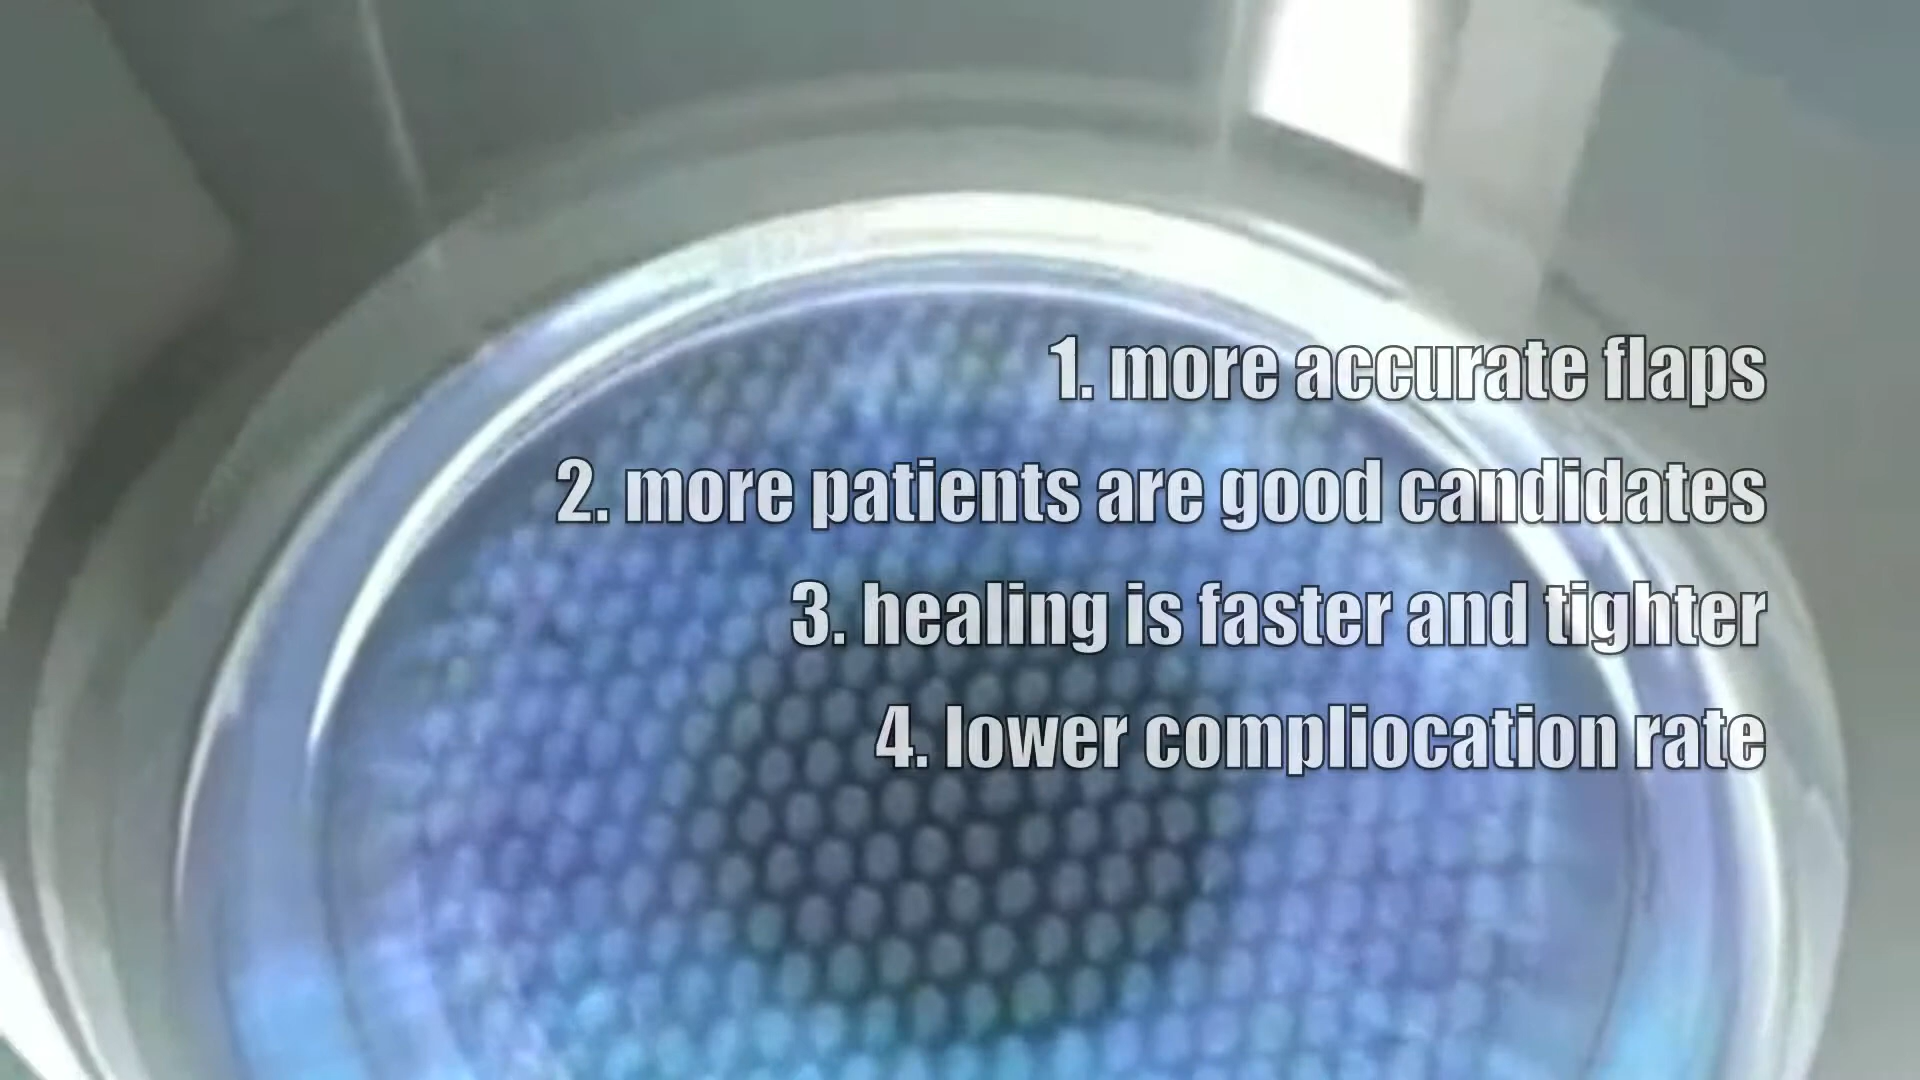 1. more accurate flaps
2. more patients are good candidates
3. healing is faster and tighter
4. lower compliocation rate